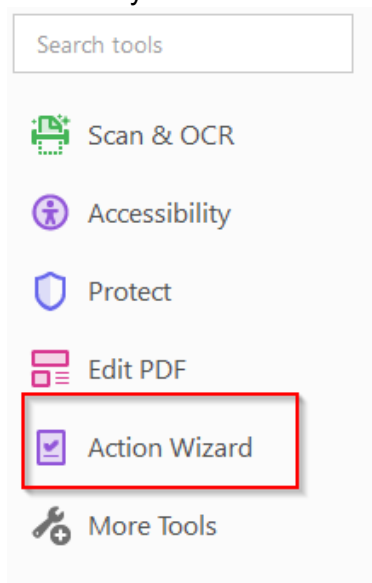 Search tools
Scan & OCR
Accessibility
Protect
Edit PDF
Action Wizard
More Tools